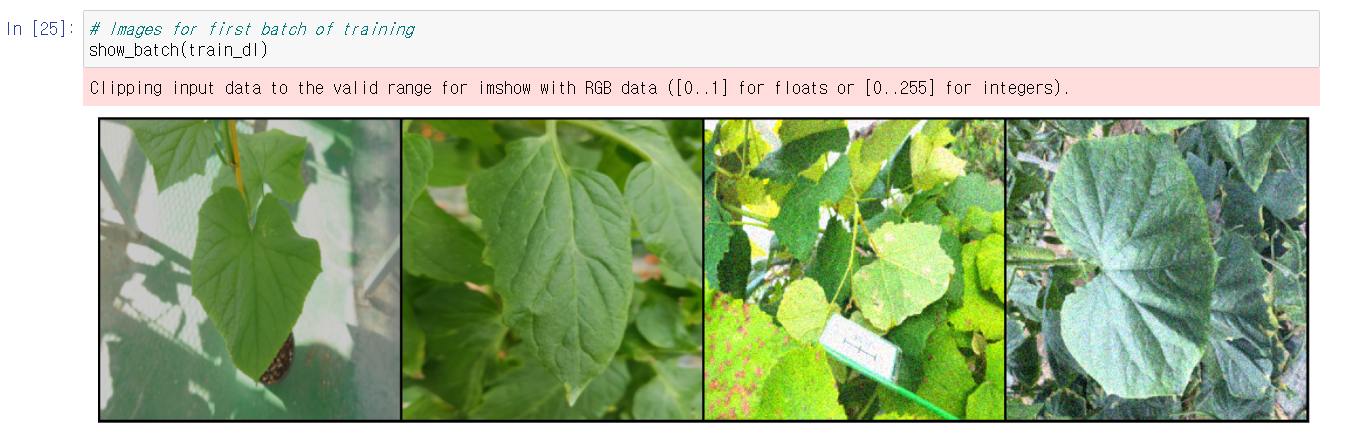 In [25]:
# Images for first batch of training
show_batch(train_dl)
Clipping input data to the valid range for imshow with RGB data ([0..1] for floats or [0..255] for integers).